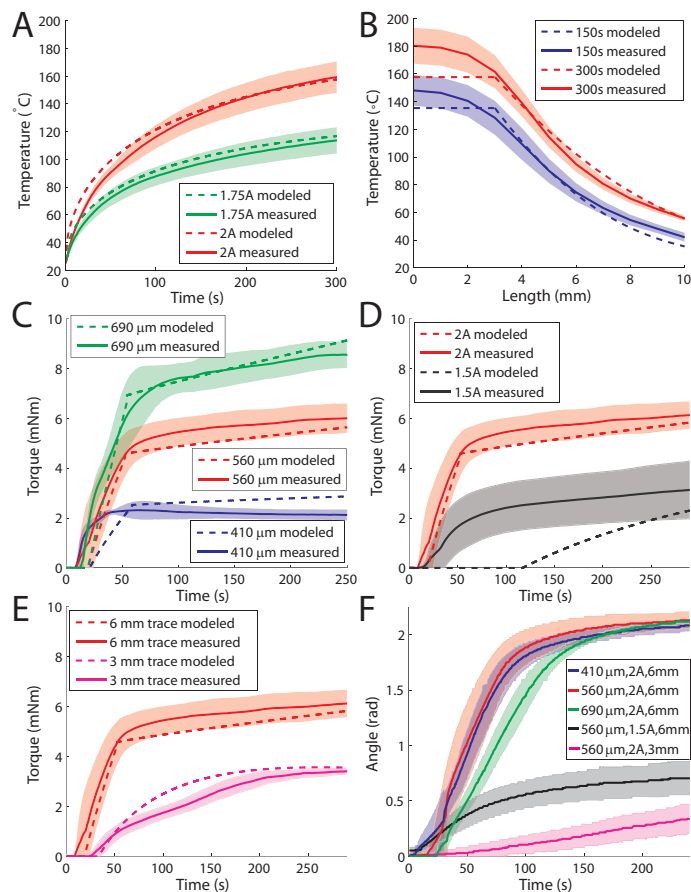 A
200
180
160
140
120
100
80
60
40
20
Temperature (°C)
1.75A modeled
1.75A measured
2A modeled
2A measured
0
100
200
300
Time (s)
B
200
180
160
140
120
100
80
60
40
20
Temperature (°C)
150s modeled
150s measured
300s modeled
300s measured
0
2
4
6
8
10
Length (mm)
C
10
8
6
4
2
0
Torque (mNm)
690 μm modeled
690 μm measured
560 μm modeled
560 μm measured
410 μm modeled
410 μm measured
0
50
100
150
200
250
Time (s)
D
10
8
6
4
2
0
Torque (mNm)
2A modeled
2A measured
1.5A modeled
1.5A measured
0
50
100
150
200
250
Time (s)
E
10
8
6
4
2
0
Torque (mNm)
6 mm trace modeled
6 mm trace measured
3 mm trace modeled
3 mm trace measured
0
50
100
150
200
250
Time (s)
F
2
1.5
1
0.5
0
Angle (rad)
410 μm,2A,6mm
560 μm,2A,6mm
690 μm,2A,6mm
560 μm,1.5A,6mm
560 μm,2A,3mm
0
50
100
150
200
Time (s)